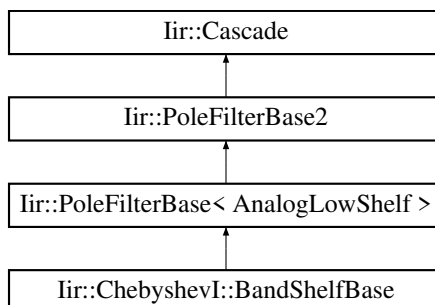 Iir::Cascade
Iir::PoleFilterBase2
Iir::PoleFilterBase< AnalogLowShelf >
Iir::ChebyshevI::BandShelfBase